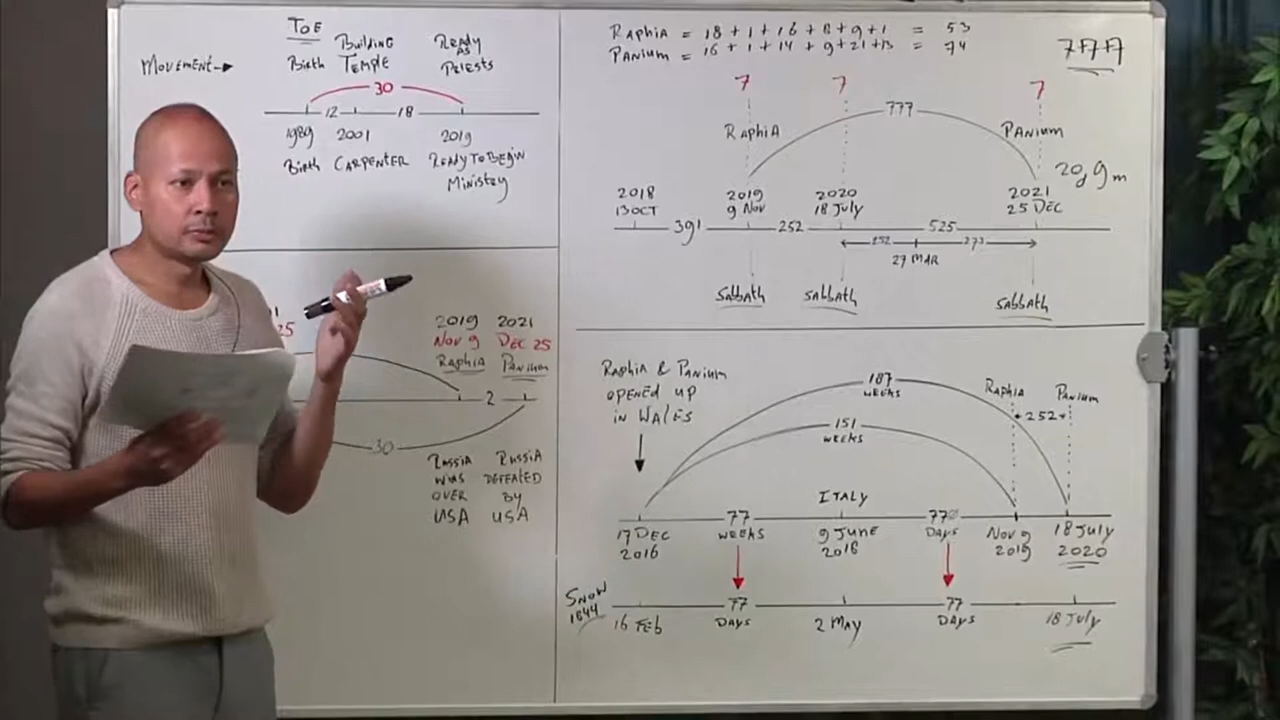 TOE
Movement
Birth
Building
Temple
Ready
As
Priests
30
12
18
1989
2001
2019
Birth
Carpenter
Ready to Begin
Ministry
25
2019
2021
Nov 9
Dec 25
Raphia
Panium
2
30
Russia
was
over
USA
Russia
defeated
by
USA
Raphia = 18 + 1 + 16 + 8 + 9 + 1 = 53
Panium = 16 + 1 + 14 + 9 + 21 + 13 = 74
7+7+7
7
7
7
777
Raphia
Panium
2018
13 Oct
2019
9 Nov
2020
18 July
2021
25 Dec
391
252
525
252
273
27 Mar
Sabbath
Sabbath
Sabbath
Raphia & Panium
opened up
in Wales
187
weeks
151
weeks
Raphia
Panium
252
Italy
17 Dec
2016
77
weeks
9 June
Days
Nov 9
2019
18 July
2020
Snow
1844
16 Feb
77
Days
2 May
77
Days
18 July